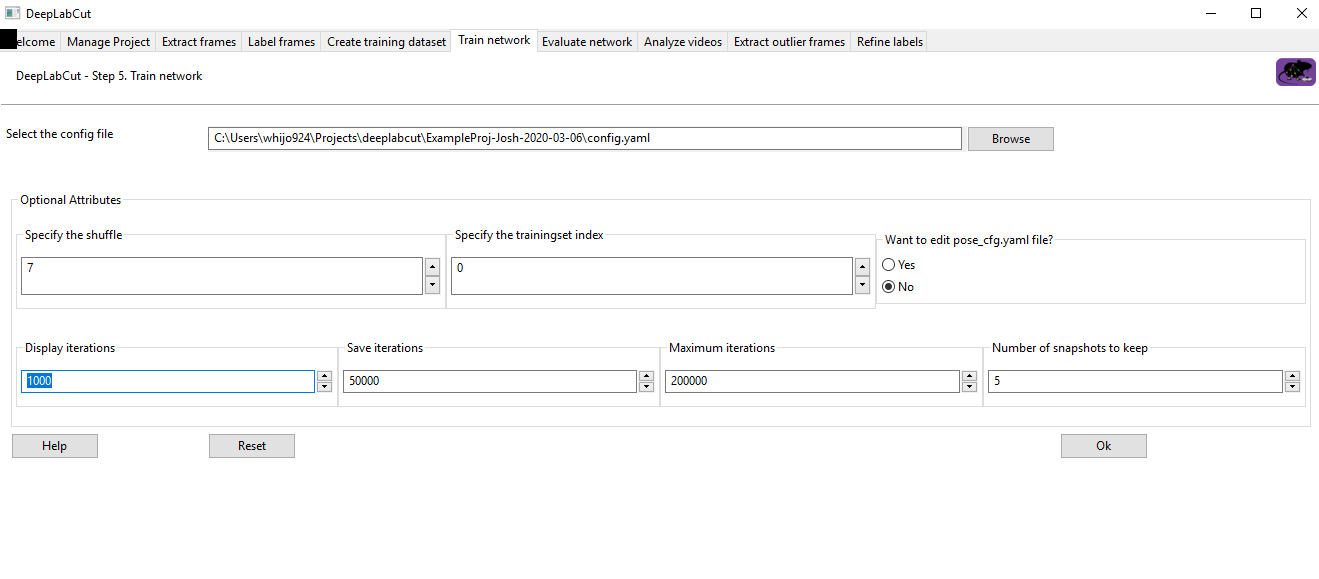 DeepLabCut
elcome Manage Project Extract frames Label frames Create training dataset Train network Evaluate network Analyze videos Extract outlier frames Refine labels
DeepLabCut - Step 5. Train network
Select the config file C:\Users\whijo924\Projects\deeplabcut\ExampleProj-Josh-2020-03-06\config.yaml Browse
Optional Attributes
Specify the shuffle Specify the trainingset index Want to edit pose_cfg.yaml file?
7 0 Yes
No
Display iterations Save iterations Maximum iterations Number of snapshots to keep
1000 50000 200000 5
Help Reset Ok